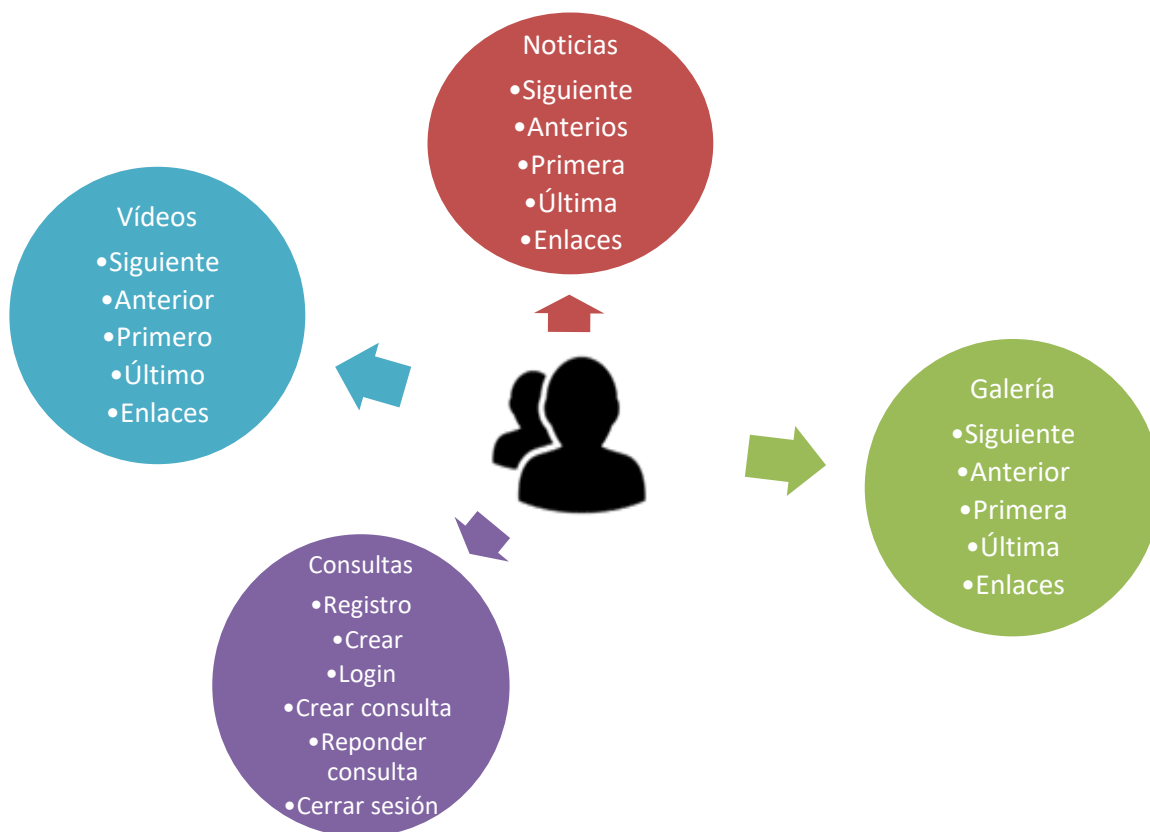 Noticias
•Siguiente
•Anterios
•Primera
•Última
•Enlaces
Vídeos
•Siguiente
•Anterior
•Primero
•Último
•Enlaces
Galería
•Siguiente
•Anterior
•Primera
•Última
•Enlaces
Consultas
•Registro
•Crear
•Login
•Crear consulta
•Reponder
consulta
•Cerrar sesión